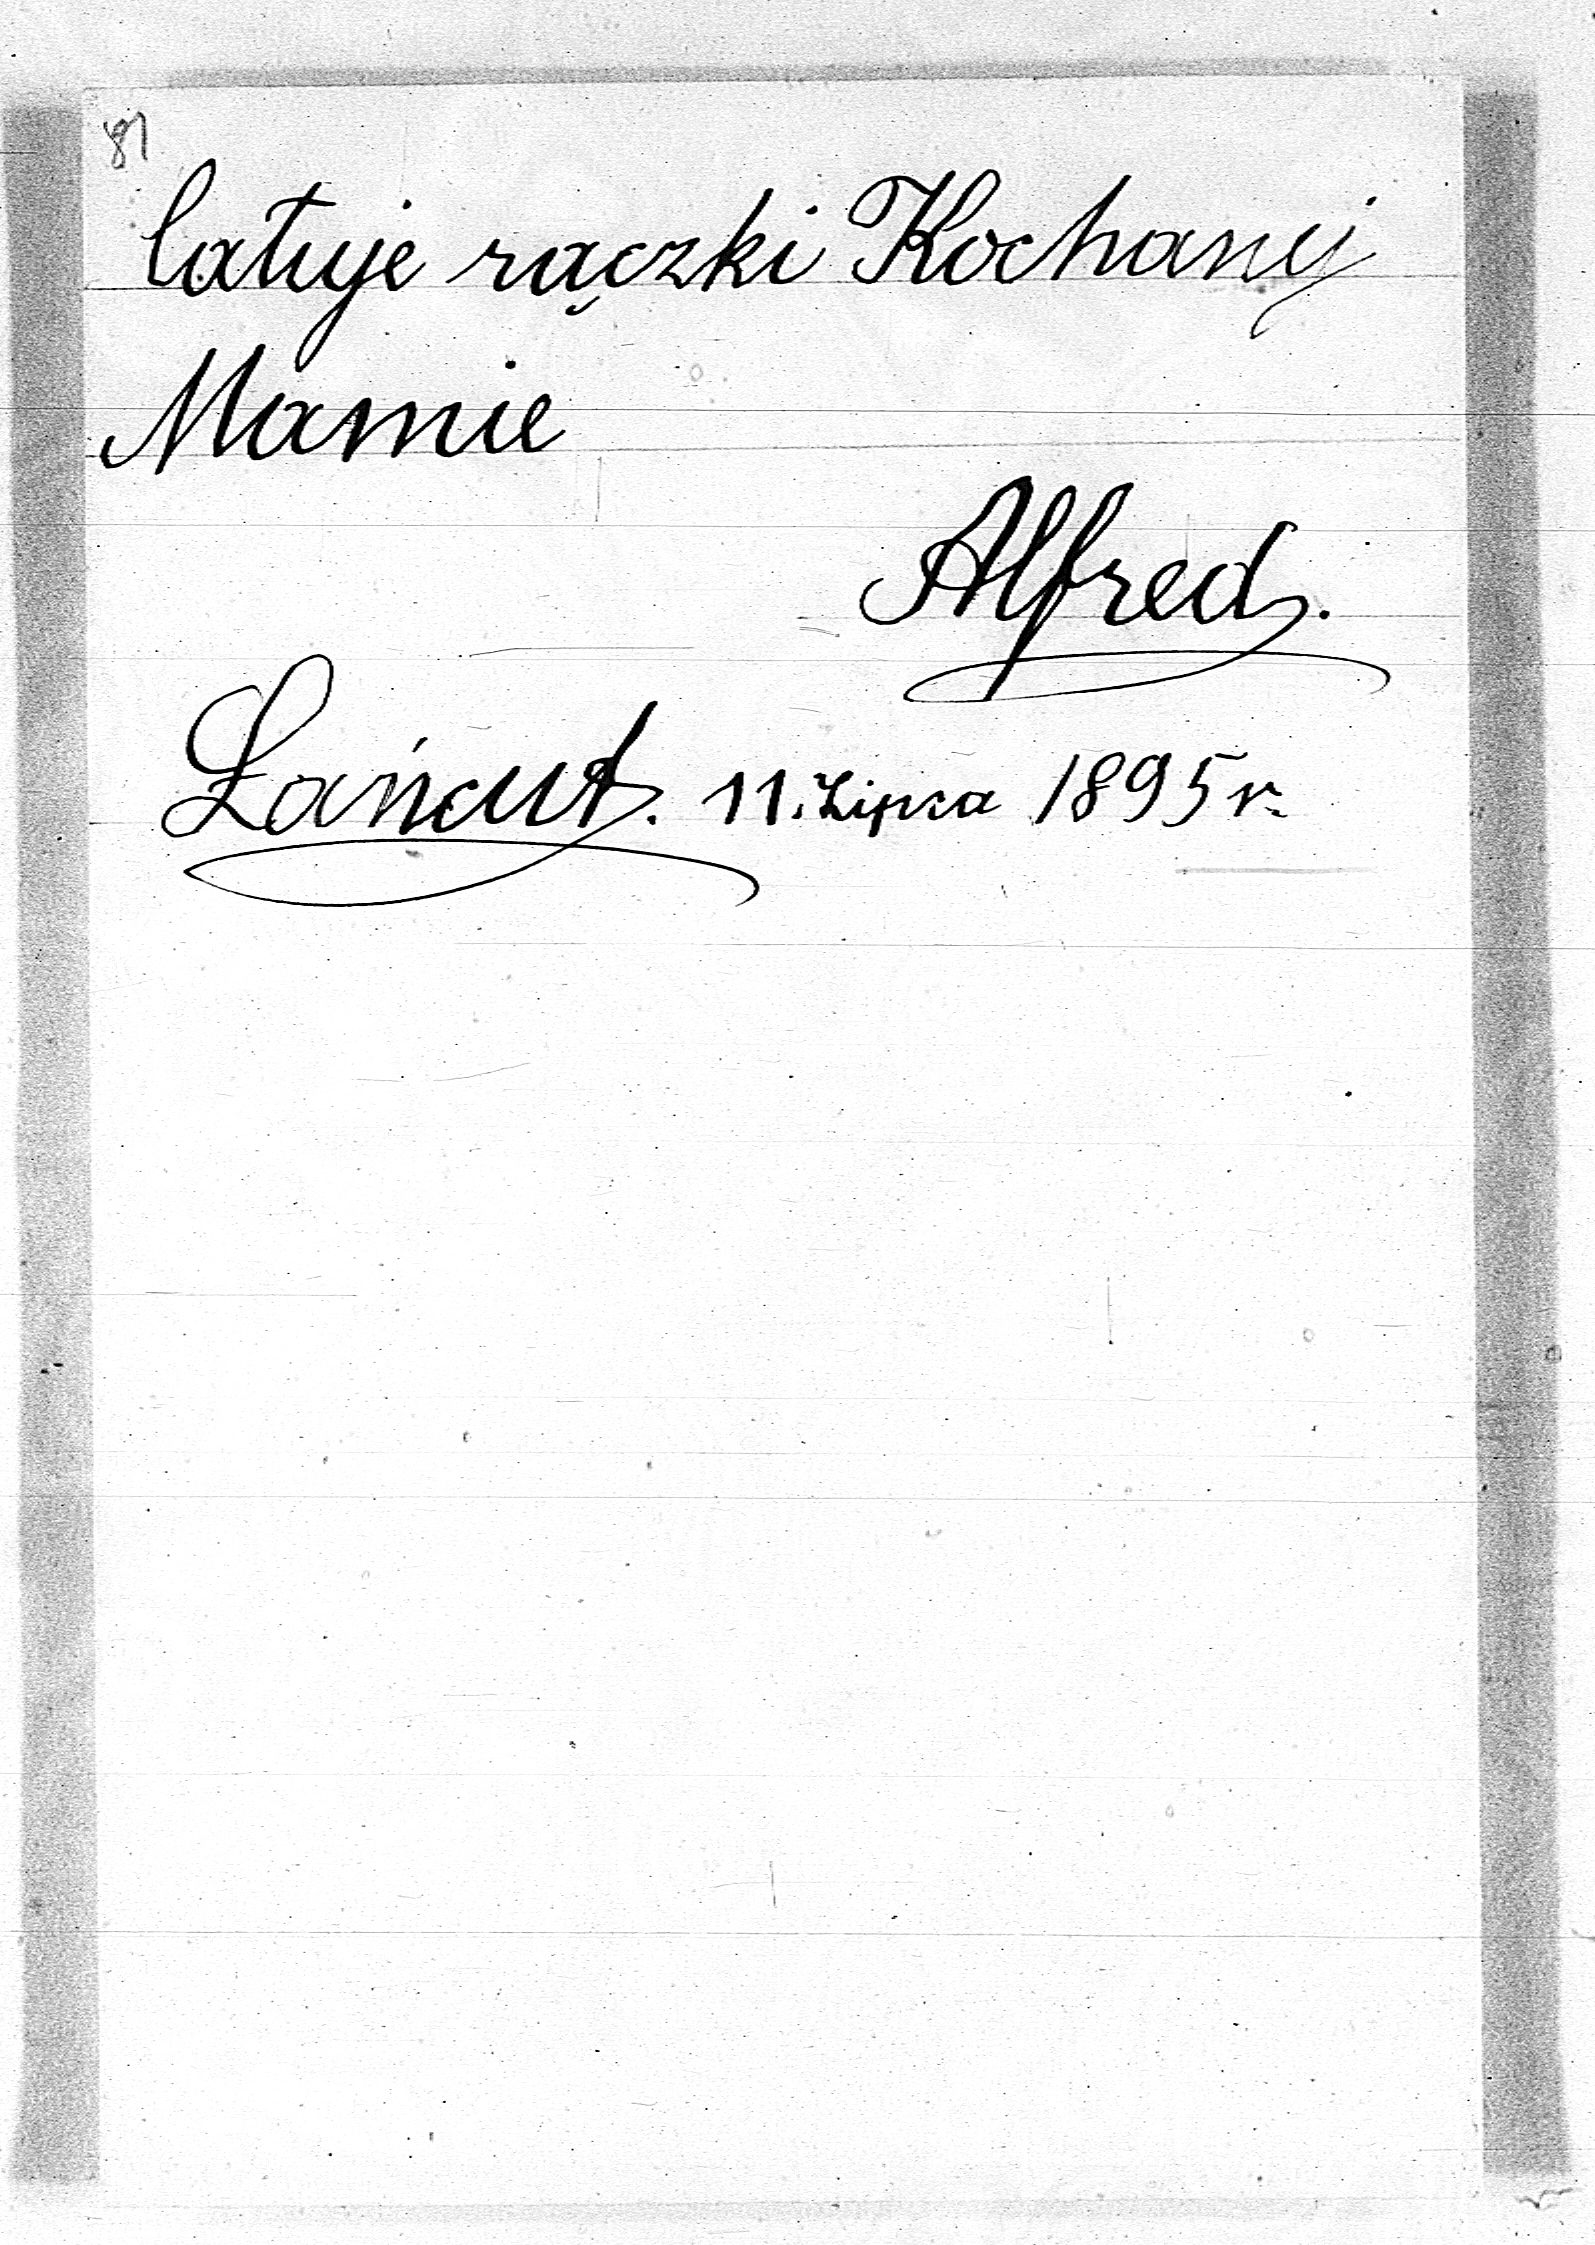 81
Całuje rączki Kochanej
Mamie
Alfred.
Łańcut. 11. Lipca 1895 r.